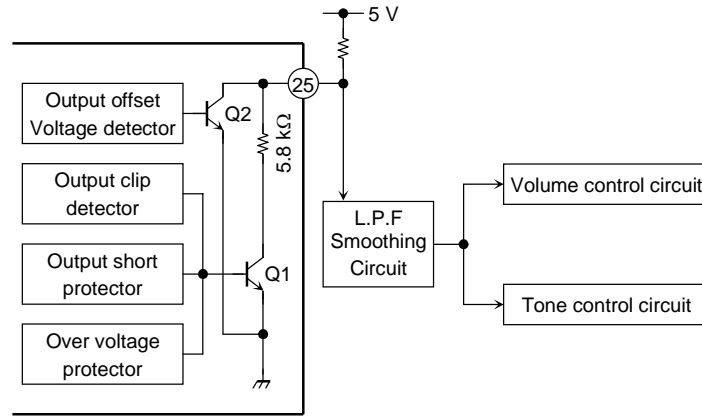 5 V
25
Output offset
Voltage detector
Q2
5.8 kΩ
Output clip
detector
Volume control circuit
L.P.F
Smoothing
Circuit
Output short
protector
Q1
Tone control circuit
Over voltage
protector